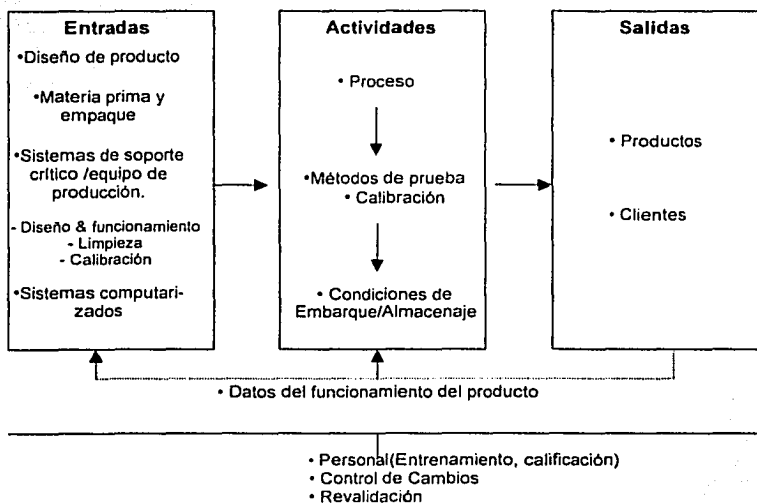 Entradas
•Diseño de producto
•Materia prima y
empaque
•Sistemas de soporte
crítico /equipo de
producción.
- Diseño & funcionamiento
- Limpieza
- Calibración
•Sistemas computari-
zados
Actividades
• Proceso
•Métodos de prueba
• Calibración
• Condiciones de
Embarque/Almacenaje
Salidas
• Productos
• Clientes
• Datos del funcionamiento del producto
• Personal(Entrenamiento, calificación)
• Control de Cambios
• Revalidación